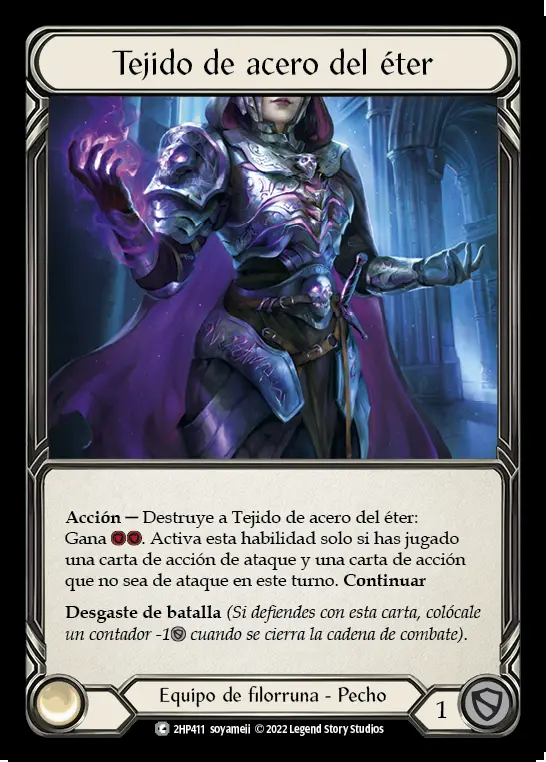 Tejido de acero del éter
Acción — Destruye a Tejido de acero del éter:
Gana . Activa esta habilidad solo si has jugado
una carta de acción de ataque y una carta de acción
que no sea de ataque en este turno. Continuar
Desgaste de batalla (Si defiendes con esta carta, colócale
un contador -1 cuando se cierra la cadena de combate).
Equipo de filorruna - Pecho
1
C 2HP411 soyameii © 2022 Legend Story Studios